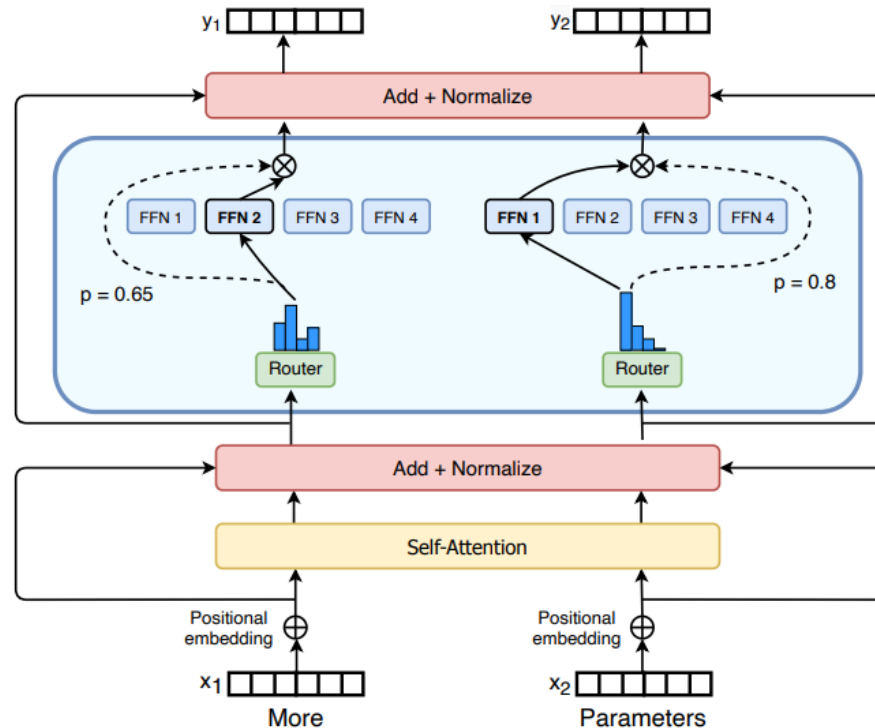 y1
y2
Add + Normalize
FFN 1
FFN 2
FFN 3
FFN 4
FFN 1
FFN 2
FFN 3
FFN 4
p = 0.65
p = 0.8
Router
Router
Add + Normalize
Self-Attention
Positional
embedding
Positional
embedding
x1
x2
More
Parameters